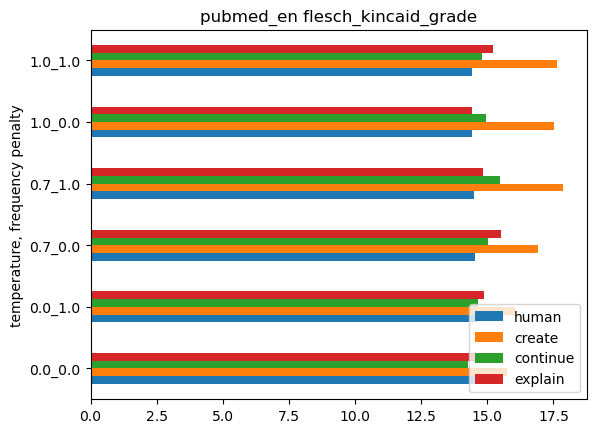 pubmed_en flesch_kincaid_grade
temperature, frequency penalty
1.0_1.0
1.0_0.0
0.7_1.0
0.7_0.0
0.0_1.0
0.0_0.0
human
create
continue
explain
0.0 2.5 5.0 7.5 10.0 12.5 15.0 17.5